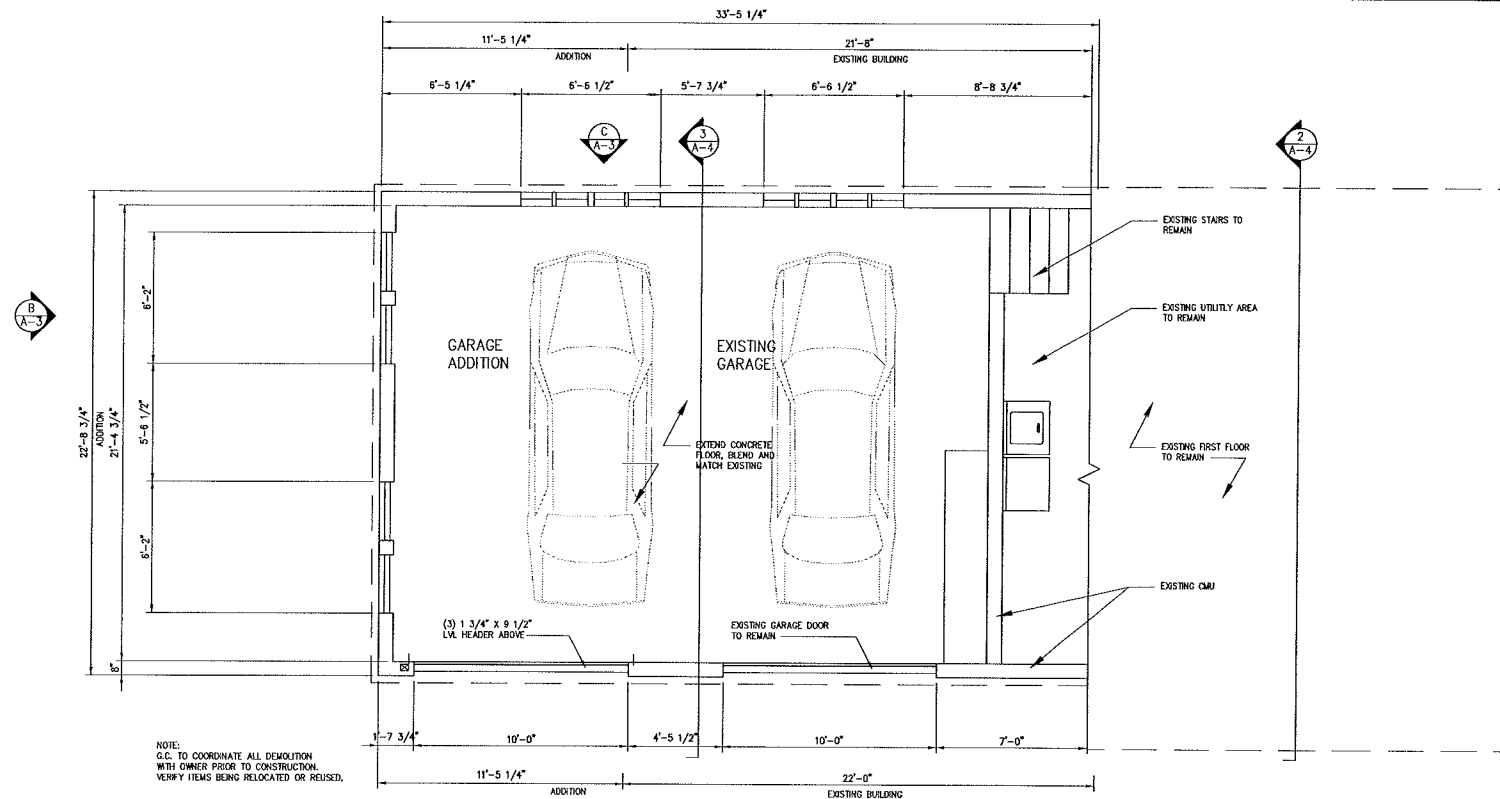 33'-5 1/4"
11'-5 1/4"
21'-8"
ADDITION
EXISTING BUILDING
6'-5 1/4"
6'-6 1/2"
5'-7 3/4"
6'-6 1/2"
8'-8 3/4"
C
A-3
3
A-4
2
A-4
EXISTING STAIRS TO
REMAIN
B
A-3
6'-2"
EXISTING UTILITLY AREA
TO REMAIN
GARAGE
ADDITION
EXISTING
GARAGE
22'-8 3/4"
ADDITION
21'-4 3/4"
5'-6 1/2"
EXTEND CONCRETE
FLOOR, BLEND AND
MATCH EXISTING
EXISTING FIRST FLOOR
TO REMAIN
6'-2"
EXISTING CMU
(3) 1 3/4" X 9 1/2"
LVL HEADER ABOVE
EXISTING GARAGE DOOR
TO REMAIN
8"
NOTE:
G.C. TO COORDINATE ALL DEMOLITION
WITH OWNER PRIOR TO CONSTRUCTION.
VERIFY ITEMS BEING RELOCATED OR REUSED.
1'-7 3/4"
10'-0"
4'-5 1/2"
10'-0"
7'-0"
11'-5 1/4"
22'-0"
ADDITION
EXISTING BUILDING